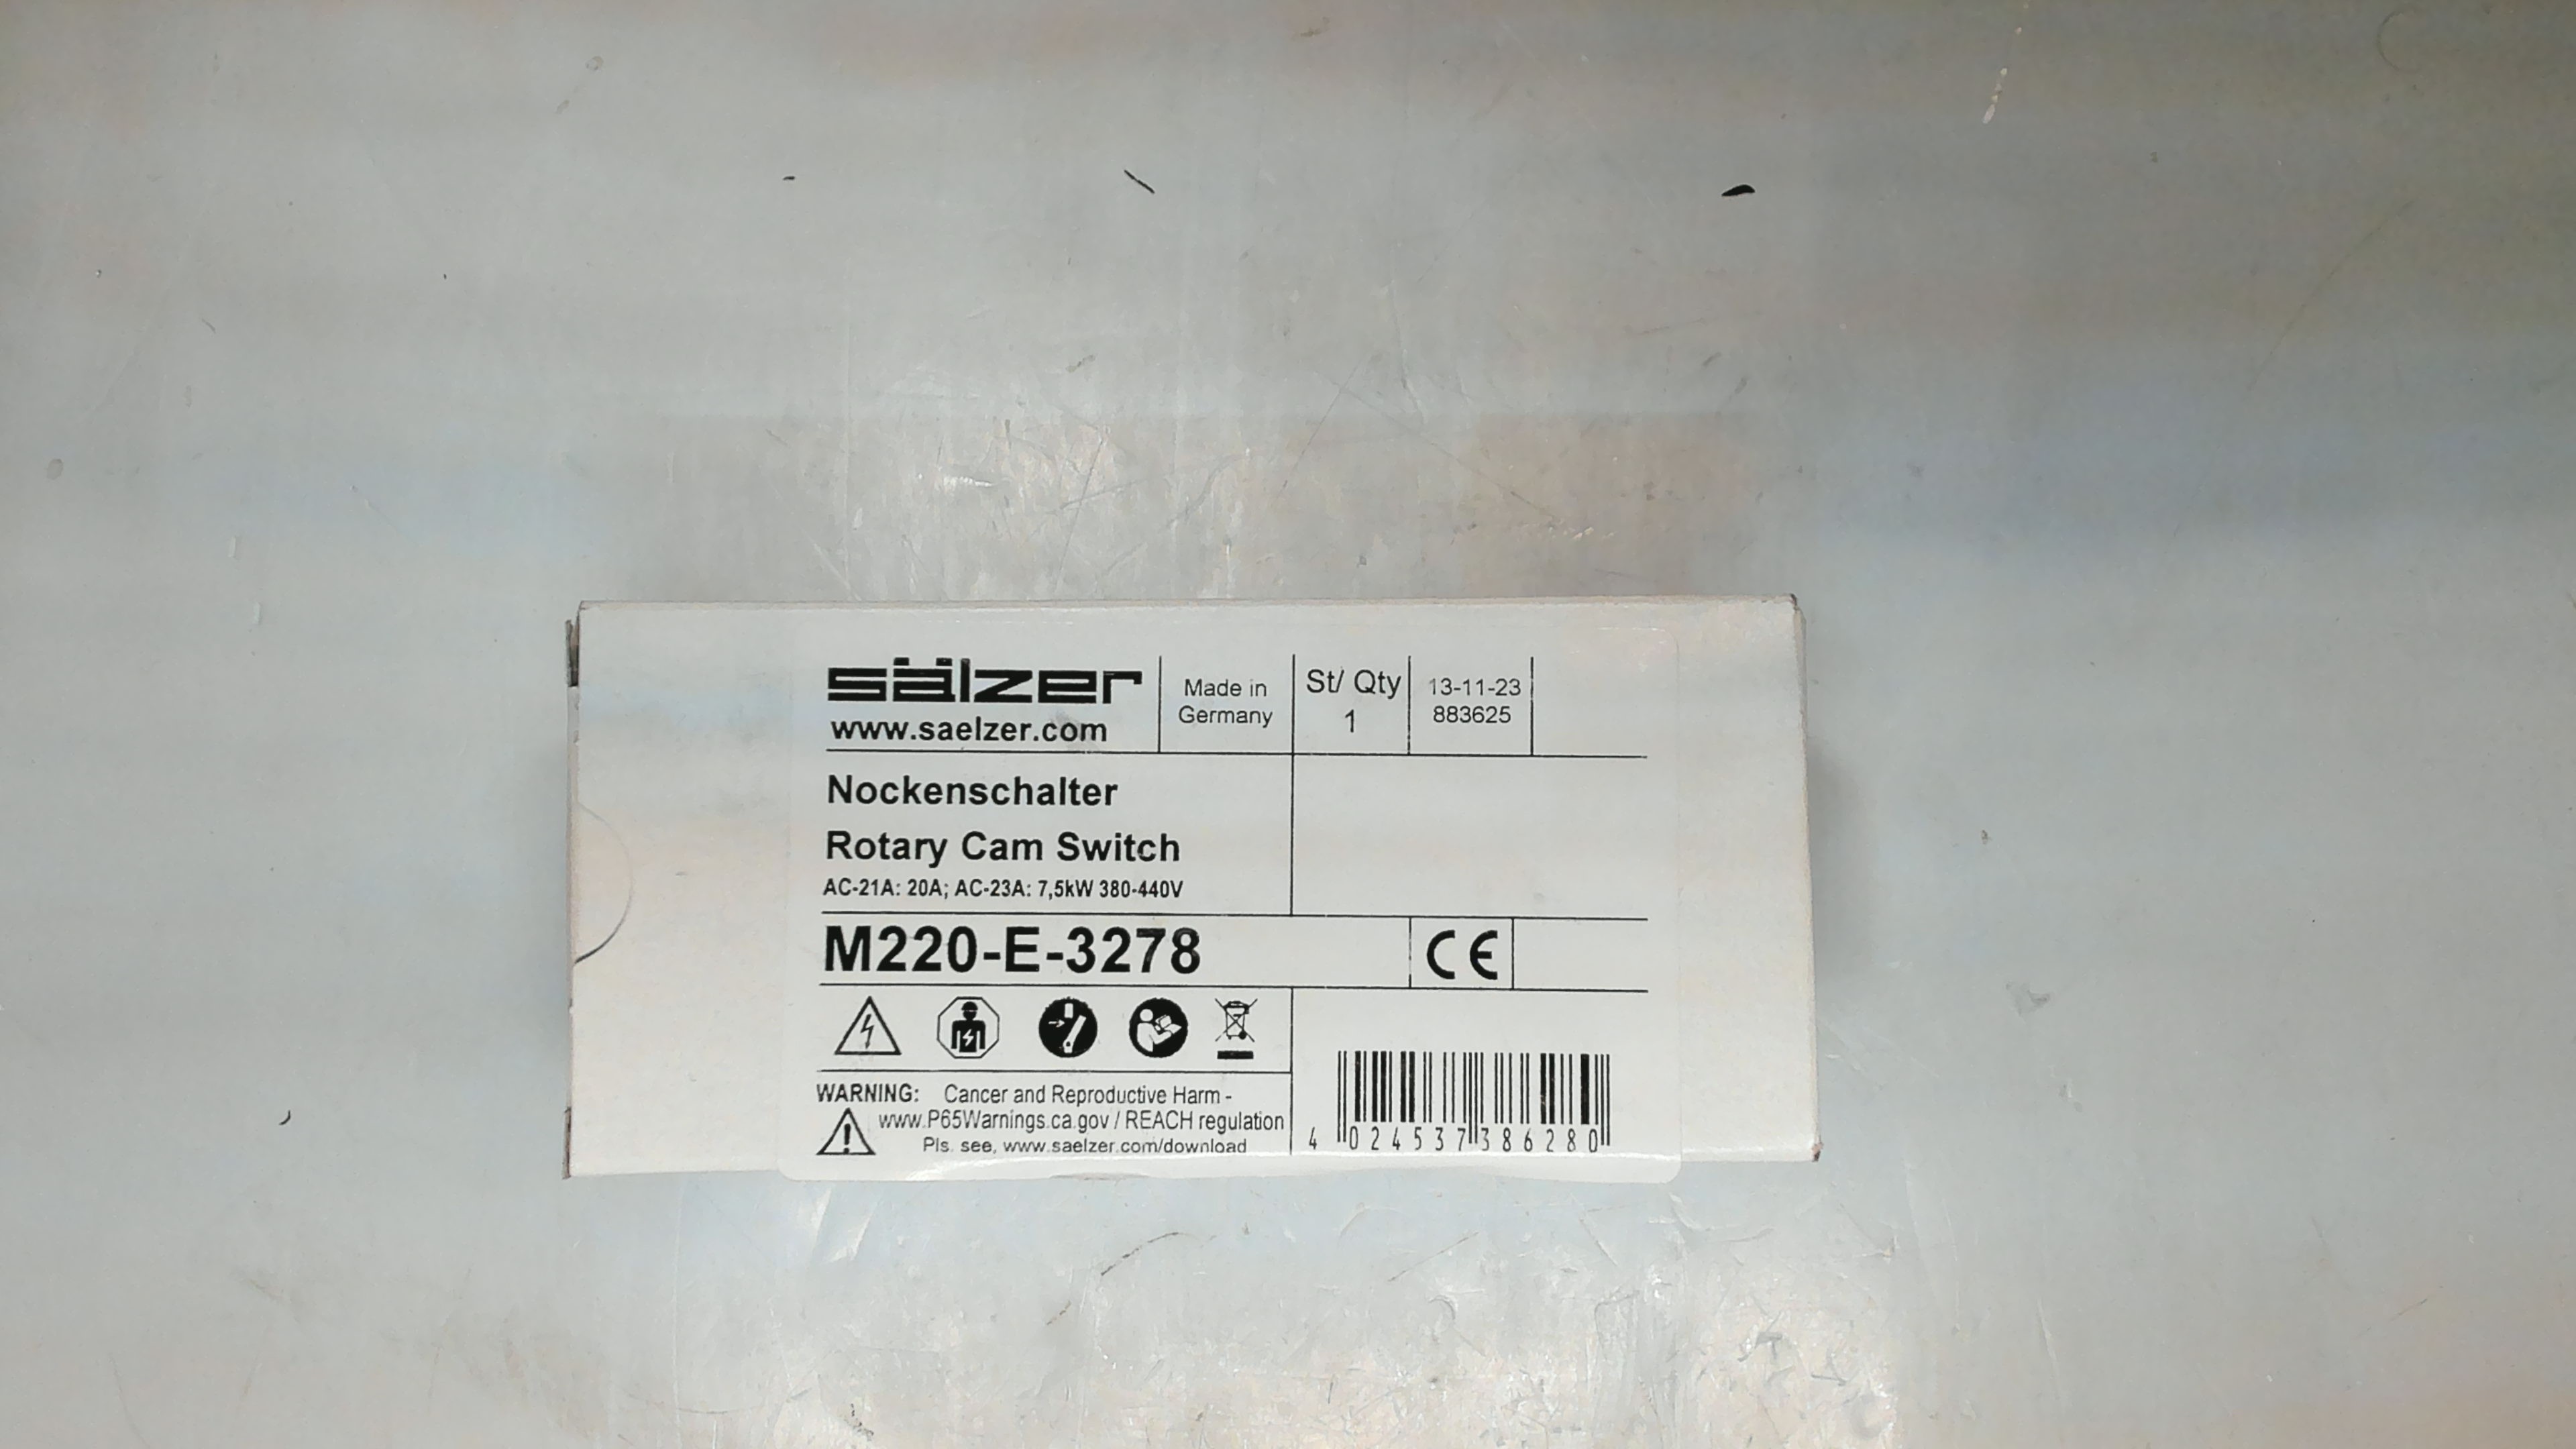 sälzer
www.saelzer.com
Made in
Germany
St/ Qty
1
13-11-23
883625
Nockenschalter
Rotary Cam Switch
AC-21A: 20A; AC-23A: 7,5kW 380-440V
M220-E-3278
CE
WARNING: Cancer and Reproductive Harm -
www.P65Warnings.ca.gov / REACH regulation
Pls. see, www.saelzer.com/download
4 024537 386280